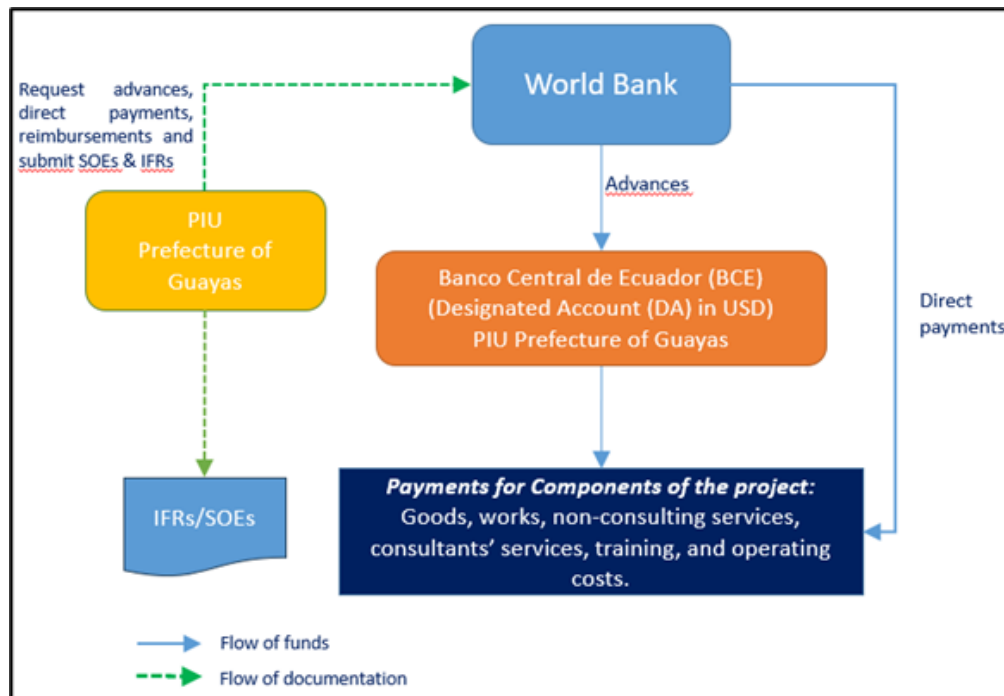 Request advances,
direct payments,
reimbursements and
submit SOEs & IFRs
World Bank
Advances
PIU
Prefecture of
Guayas
Banco Central de Ecuador (BCE)
(Designated Account (DA) in USD)
PIU Prefecture of Guayas
Direct
payments
IFRs/SOEs
Payments for Components of the project:
Goods, works, non-consulting services,
consultants’ services, training, and operating
costs.
Flow of funds
Flow of documentation